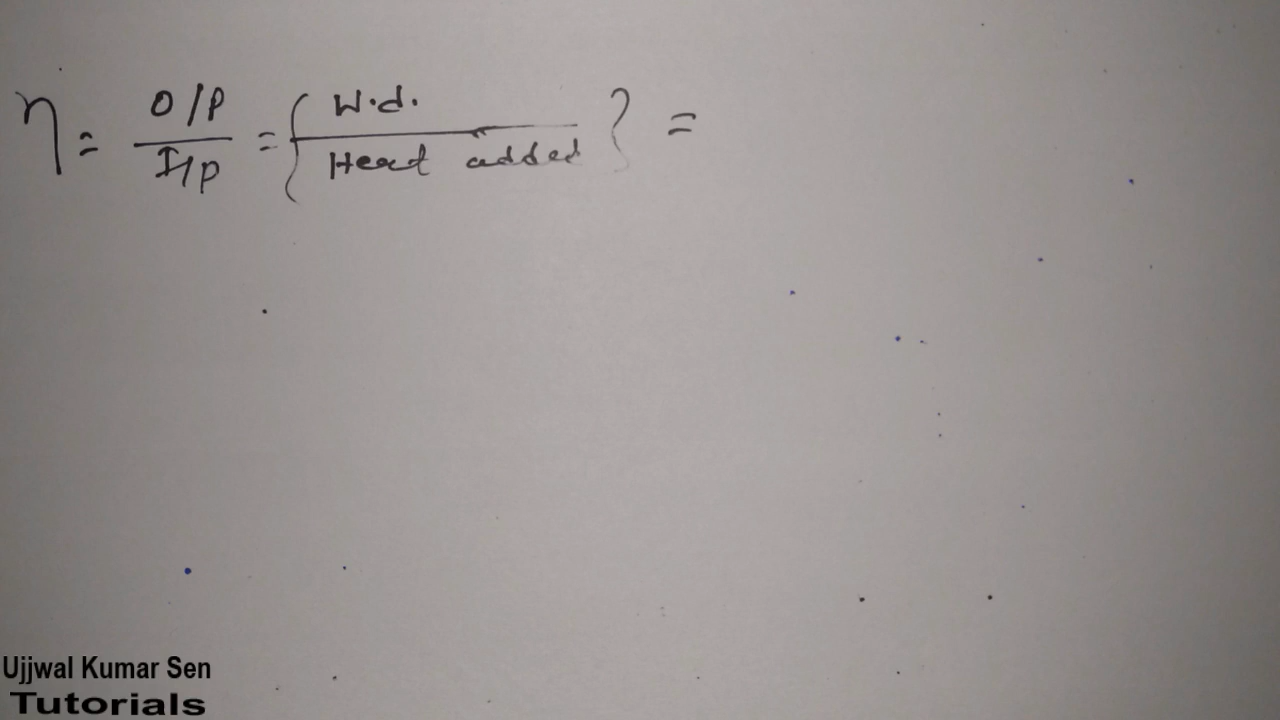 η = O/P / I/p = { W.d. / Heat added } =
Ujjwal Kumar Sen
Tutorials